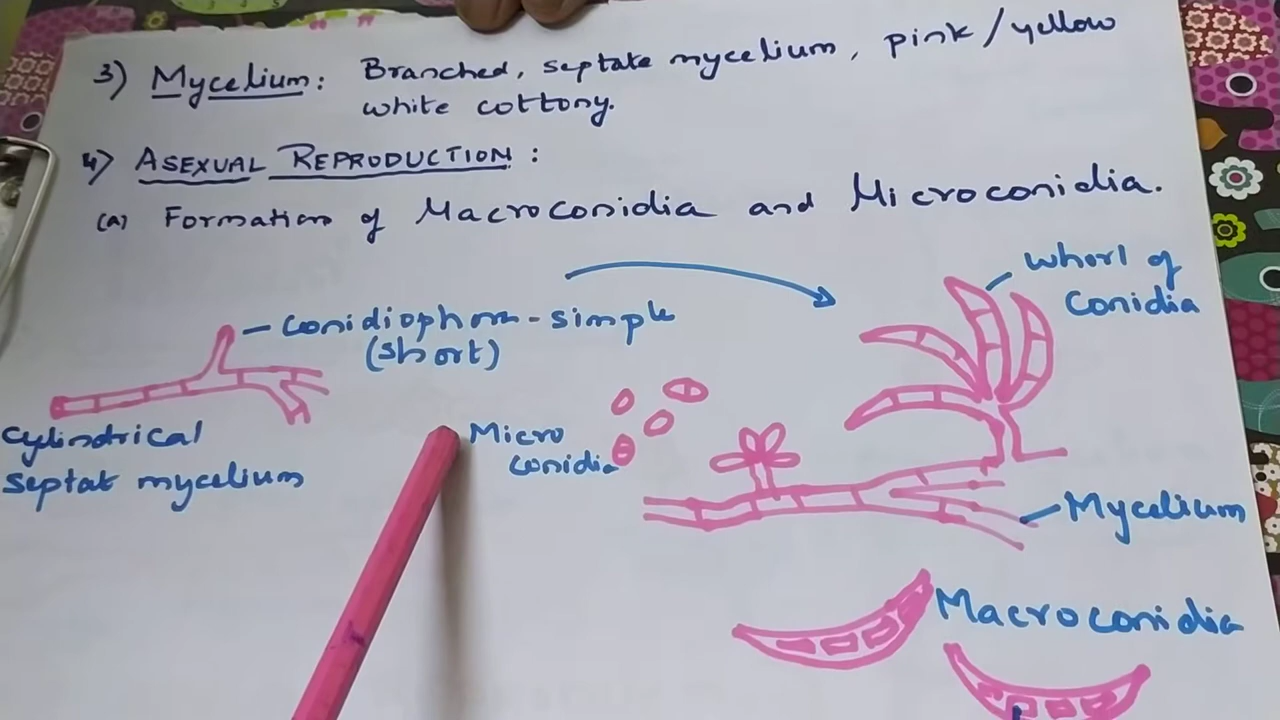 3) Mycelium: Branched, septate mycelium, pink/yellow
white cottony.
4) ASEXUAL REPRODUCTION:
(a) Formation of Macroconidia and Microconidia.
whorl of
Conidia
Conidiophore - simple
(short)
Cylindrical
septat mycelium
Micro
conidia
Mycelium
Macroconidia